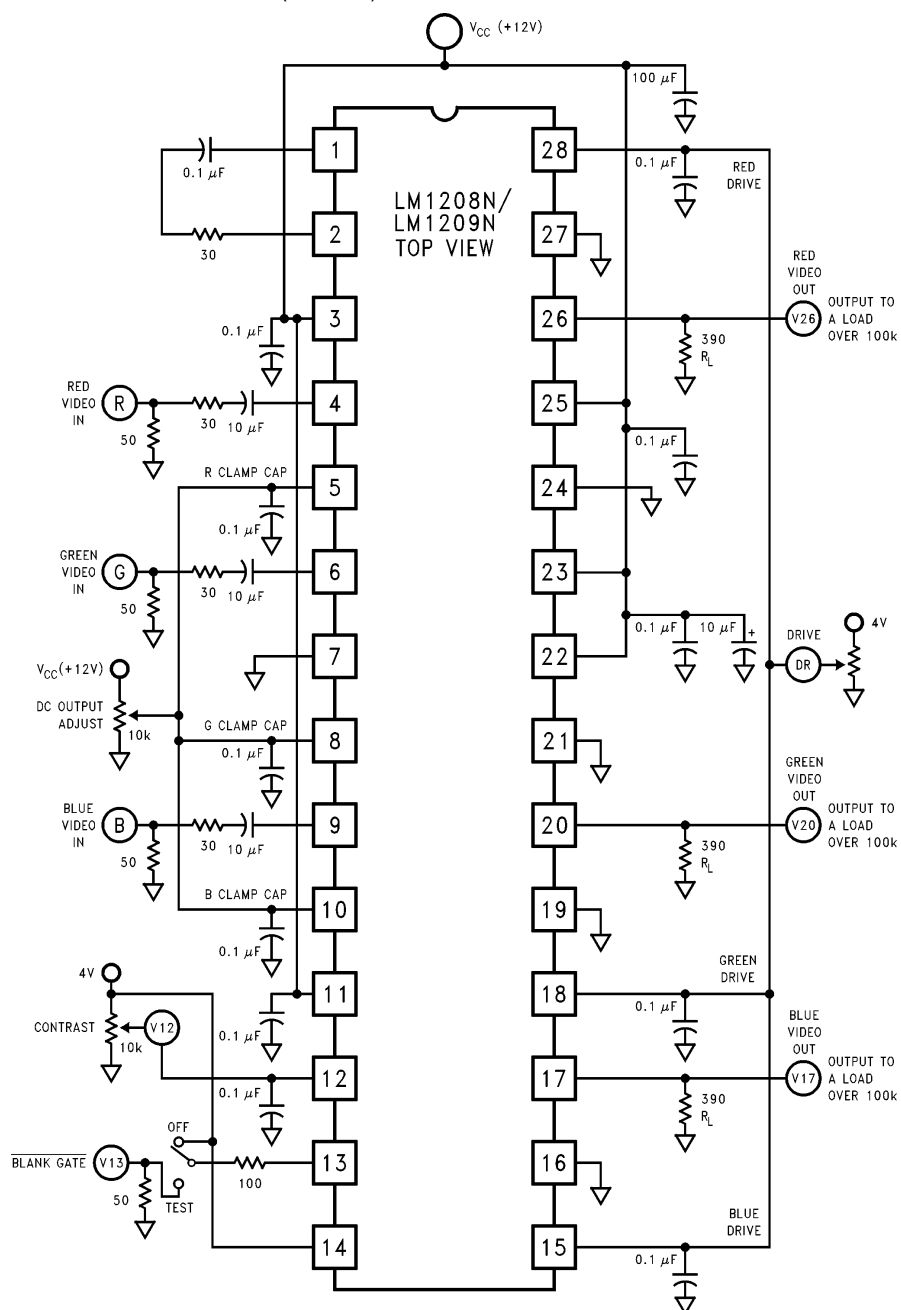 VCC (+12V)
100 μF
1
0.1 μF
2
30
3
0.1 μF
RED
VIDEO
IN
R
50
30
10 μF
4
R CLAMP CAP
5
0.1 μF
GREEN
VIDEO
IN
G
50
30
10 μF
6
7
VCC(+12V)
DC OUTPUT
ADJUST
10k
G CLAMP CAP
8
0.1 μF
BLUE
VIDEO
IN
B
50
30
10 μF
9
B CLAMP CAP
10
0.1 μF
4V
CONTRAST
10k
V12
11
0.1 μF
12
0.1 μF
OFF
BLANK GATE
V13
50
TEST
100
13
14
LM1208N/
LM1209N
TOP VIEW
28
0.1 μF
RED
DRIVE
27
26
390
RL
RED
VIDEO
OUT
V26
OUTPUT TO
A LOAD
OVER 100k
25
0.1 μF
24
23
0.1 μF
10 μF
+
22
DRIVE
DR
4V
21
20
390
RL
GREEN
VIDEO
OUT
V20
OUTPUT TO
A LOAD
OVER 100k
19
GREEN
DRIVE
18
0.1 μF
17
390
RL
BLUE
VIDEO
OUT
V17
OUTPUT TO
A LOAD
OVER 100k
16
BLUE
DRIVE
15
0.1 μF